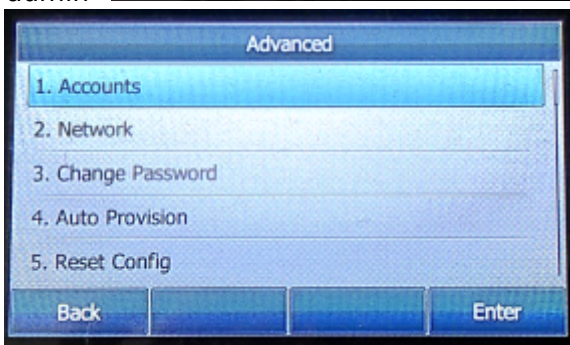 Advanced
1. Accounts
2. Network
3. Change Password
4. Auto Provision
5. Reset Config
Back Enter